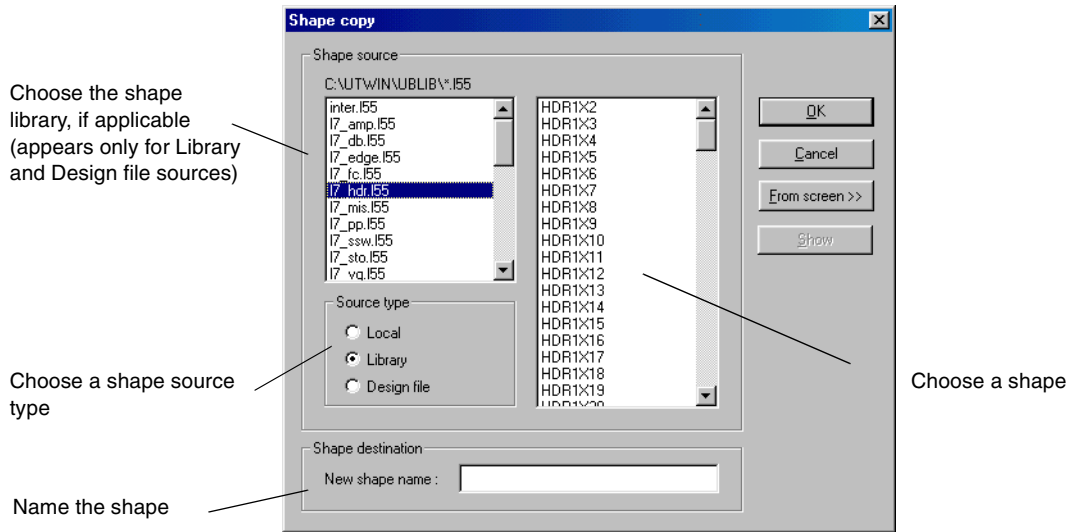 Shape copy
Shape source
C:\UTWIN\UBLIB\*.l55
inter.l55
l7_amp.l55
l7_db.l55
l7_edge.l55
l7_fc.l55
l7_hdr.l55
l7_mis.l55
l7_pp.l55
l7_ssw.l55
l7_sto.l55
l7_vg.l55
HDR1X2
HDR1X3
HDR1X4
HDR1X5
HDR1X6
HDR1X7
HDR1X8
HDR1X9
HDR1X10
HDR1X11
HDR1X12
HDR1X13
HDR1X14
HDR1X15
HDR1X16
HDR1X17
HDR1X18
HDR1X19
HDR1X20
OK
Cancel
From screen >>
Show
Source type
Local
Library
Design file
Shape destination
New shape name :
Choose the shape
library, if applicable
(appears only for Library
and Design file sources)
Choose a shape source
type
Name the shape
Choose a shape